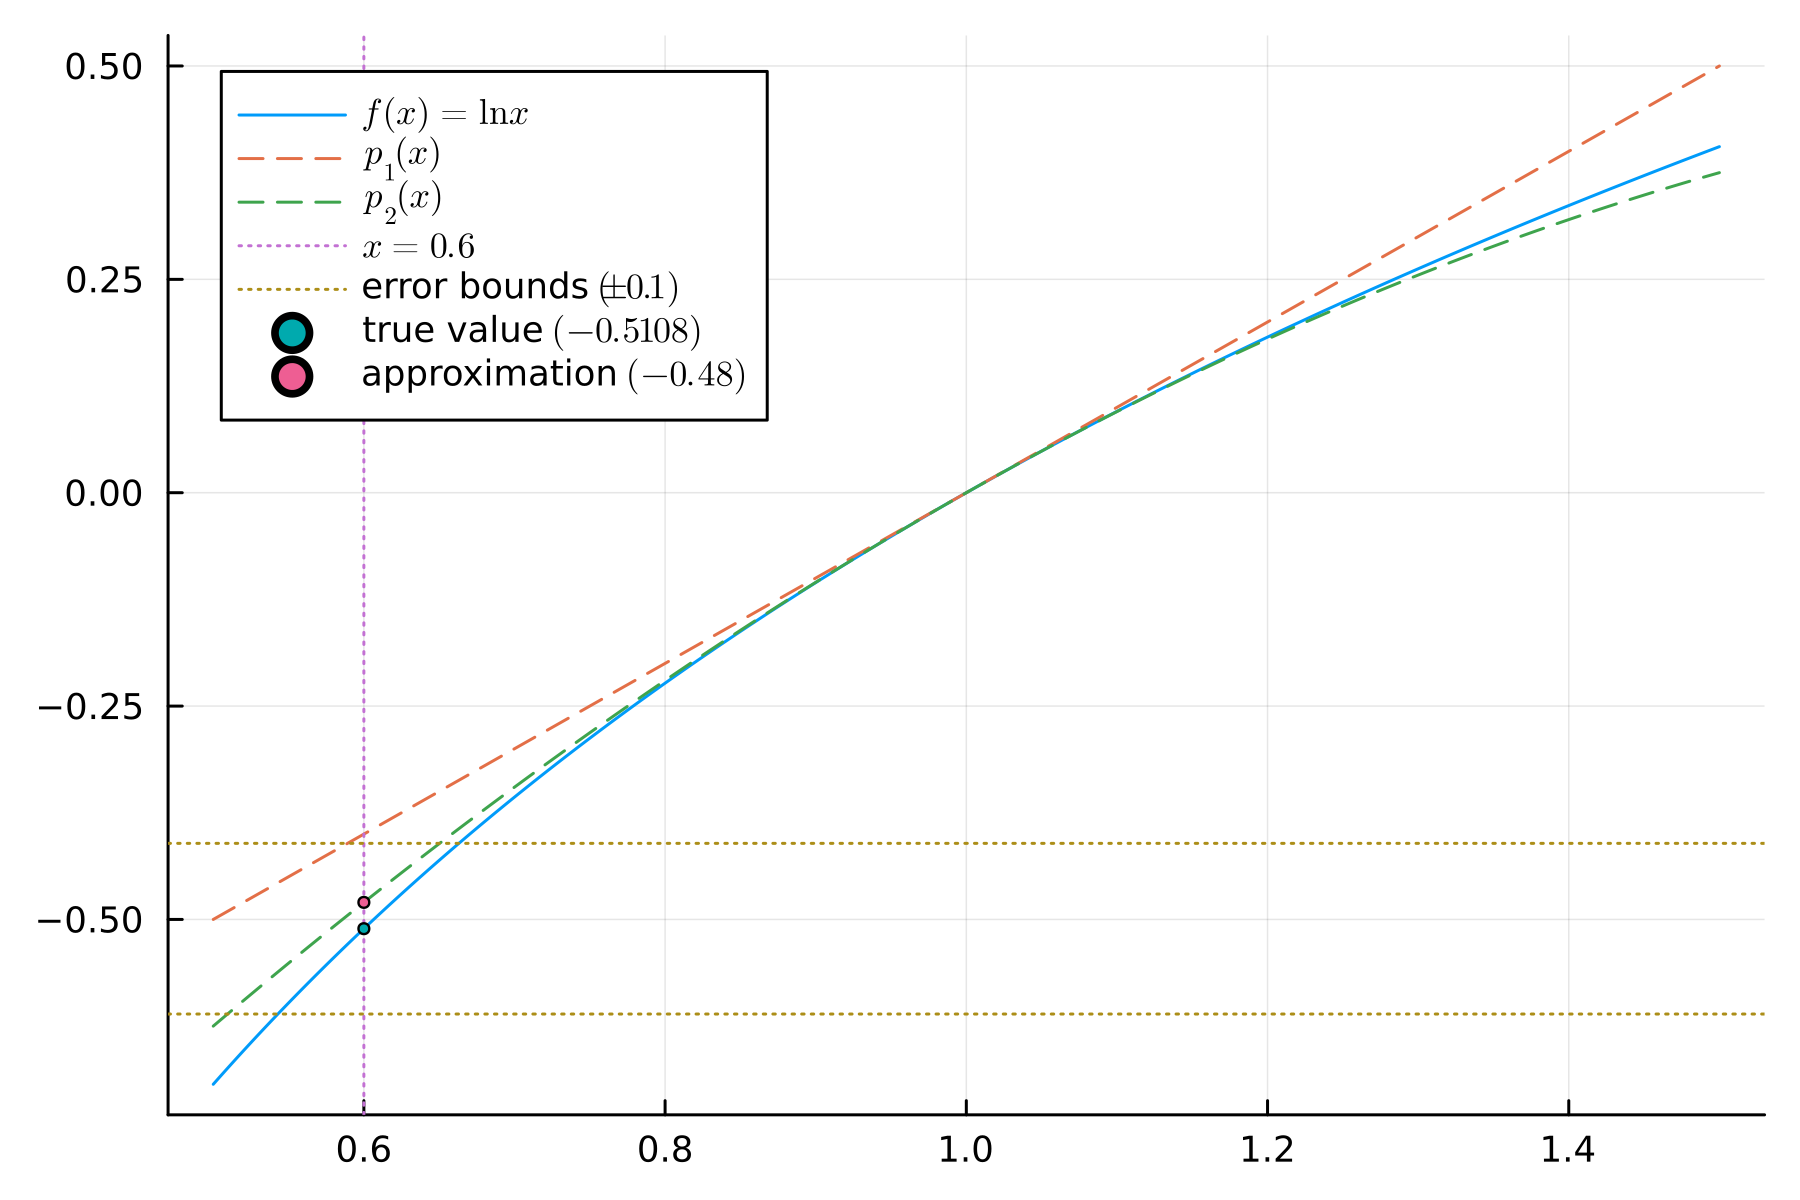 0.50
0.25
0.00
−0.25
−0.50
f(x) = lnx
p₁(x)
p₂(x)
x = 0.6
error bounds (±0.1)
true value (−0.5108)
approximation (−0.48)
0.6 0.8 1.0 1.2 1.4